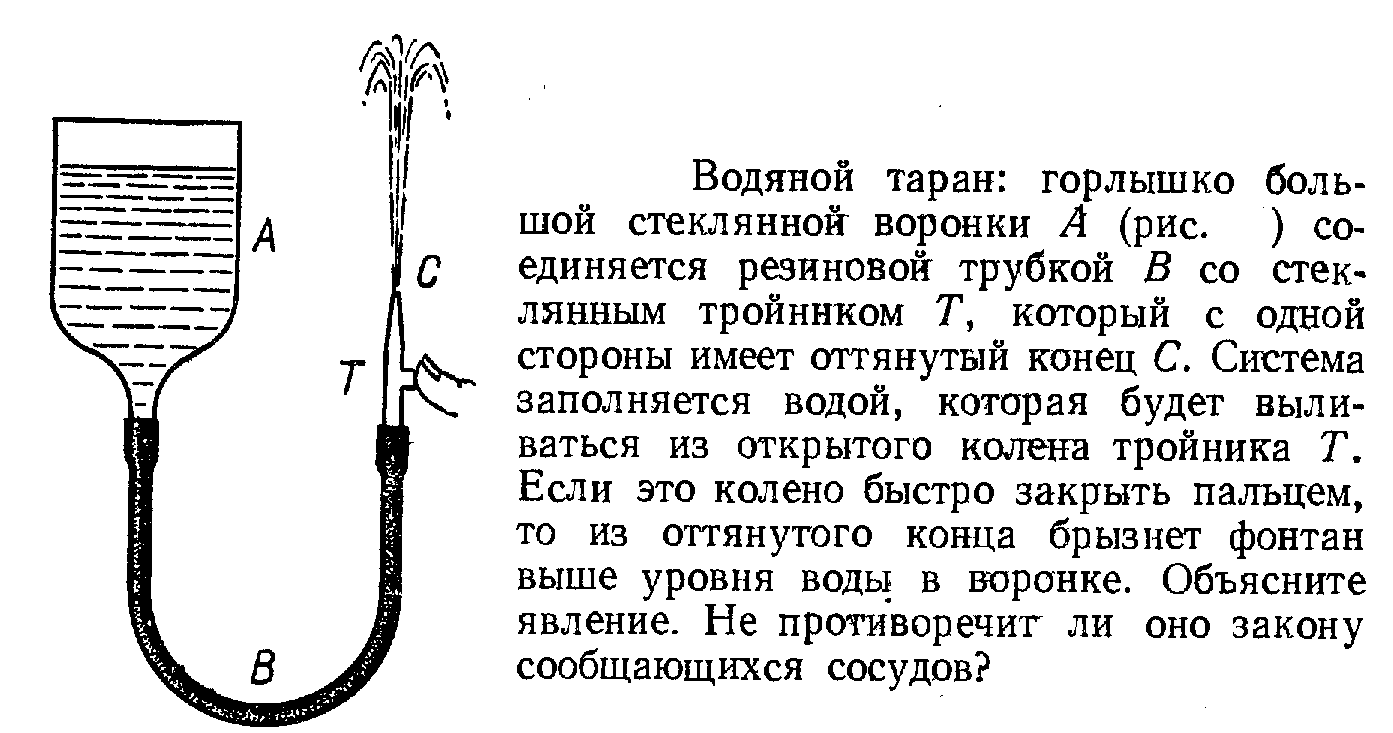 A
C
T
B
Водяной таран: горлышко боль-
шой стеклянной воронки А (рис. ) со-
единяется резиновой трубкой В со стек-
лянным тройником Т, который с одной
стороны имеет оттянутый конец С. Система
заполняется водой, которая будет выли-
ваться из открытого колена тройника Т.
Если это колено быстро закрыть пальцем,
то из оттянутого конца брызнет фонтан
выше уровня воды в воронке. Объясните
явление. Не противоречит ли оно закону
сообщающихся сосудов?